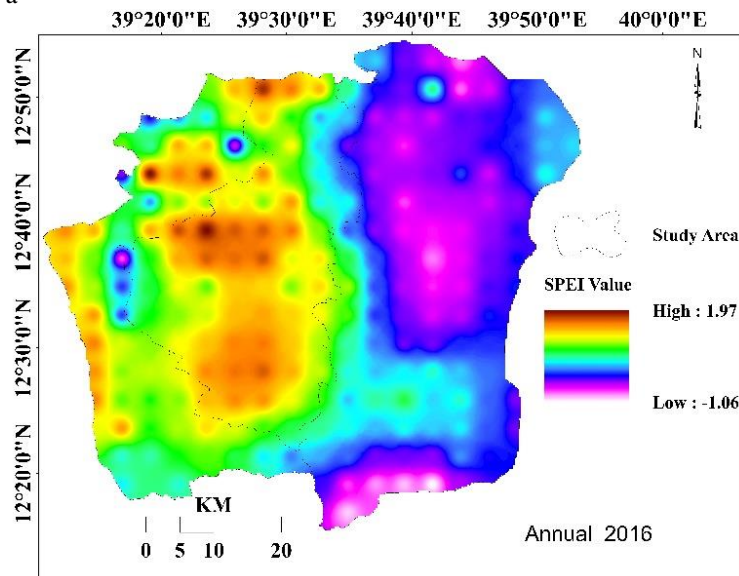 a
39°20'0"E 39°30'0"E 39°40'0"E 39°50'0"E 40°0'0"E
12°50'0"N
12°40'0"N
12°30'0"N
12°20'0"N
N
Study Area
SPEI Value
High : 1.97
Low : -1.06
KM
0 5 10 20
Annual 2016